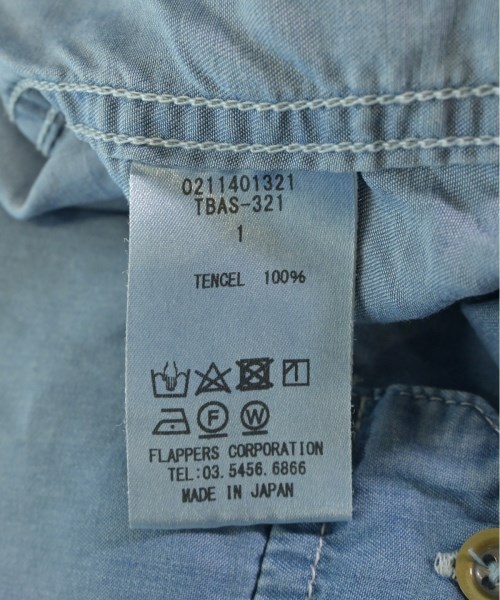 0211401321
TBAS-321
1
TENCEL 100%
F W
FLAPPERS CORPORATION
TEL:03.5456.6866
MADE IN JAPAN